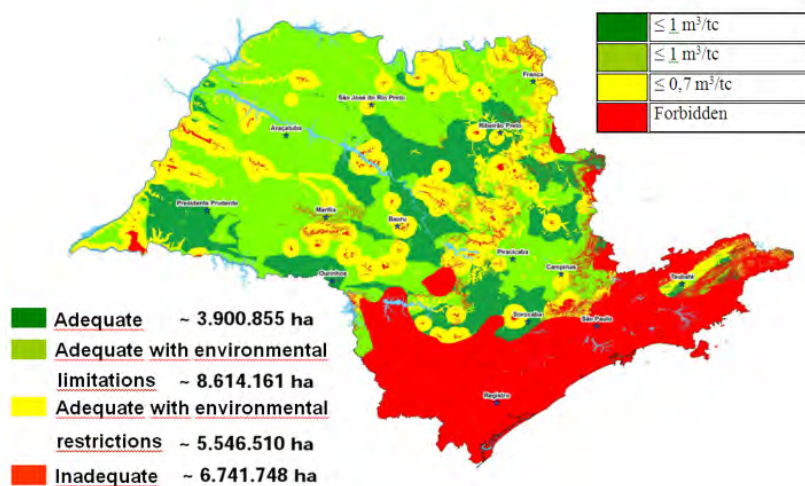 ≤ 1 m³/tc
≤ 1 m³/tc
≤ 0,7 m³/tc
Forbidden
Franca
São José do Rio Preto
Ribeirão Preto
Araçatuba
Presidente Prudente
Marília
Bauru
Piracicaba
Campinas
Ourinhos
Taubaté
Sorocaba
São Paulo
Registro
Adequate ~ 3.900.855 ha
Adequate with environmental
limitations ~ 8.614.161 ha
Adequate with environmental
restrictions ~ 5.546.510 ha
Inadequate ~ 6.741.748 ha